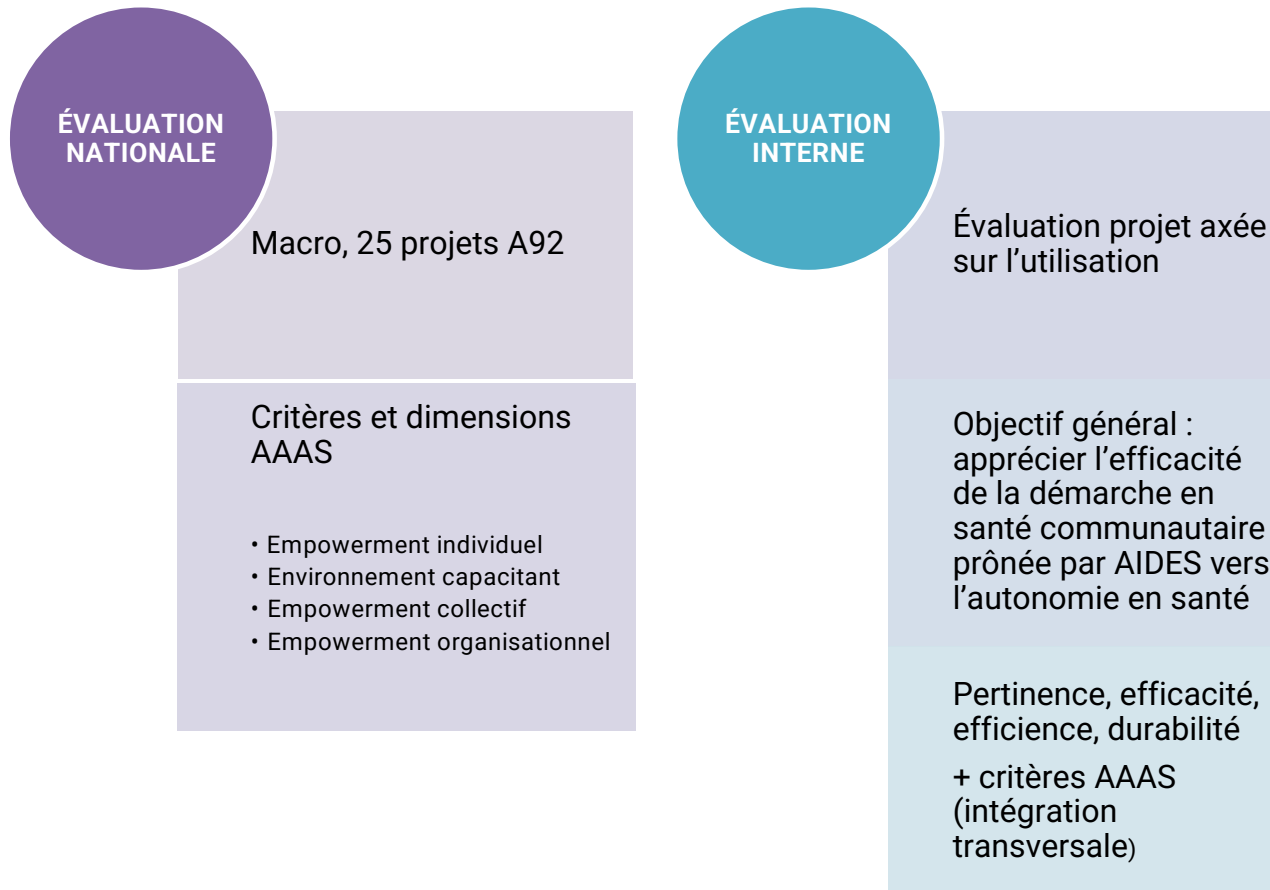 ÉVALUATION
NATIONALE
Macro, 25 projets A92
Critères et dimensions
AAAS
• Empowerment individuel
• Environnement capacitant
• Empowerment collectif
• Empowerment organisationnel
ÉVALUATION
INTERNE
Évaluation projet axée
sur l’utilisation
Objectif général :
apprécier l’efficacité
de la démarche en
santé communautaire
prônée par AIDES vers
l’autonomie en santé
Pertinence, efficacité,
efficience, durabilité
+ critères AAAS
(intégration
transversale)